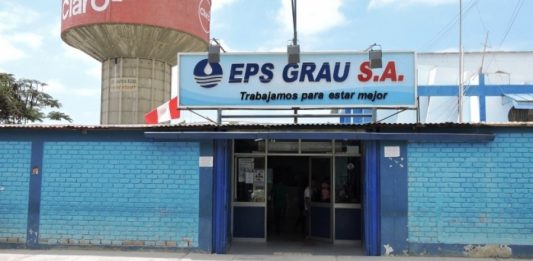 Claro
EPS GRAU S.A.
Trabajamos para estar mejor